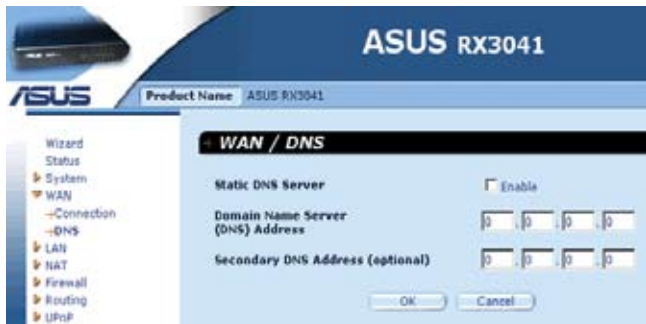 ASUS RX3041
ASUS
Product Name ASUS RX3041
Wizard
Status
System
WAN
Connection
DNS
LAN
NAT
Firewall
Routing
UPnP
WAN / DNS
Static DNS Server Enable
Domain Name Server
(DNS) Address 0 . 0 . 0 . 0
Secondary DNS Address (optional) 0 . 0 . 0 . 0
OK Cancel